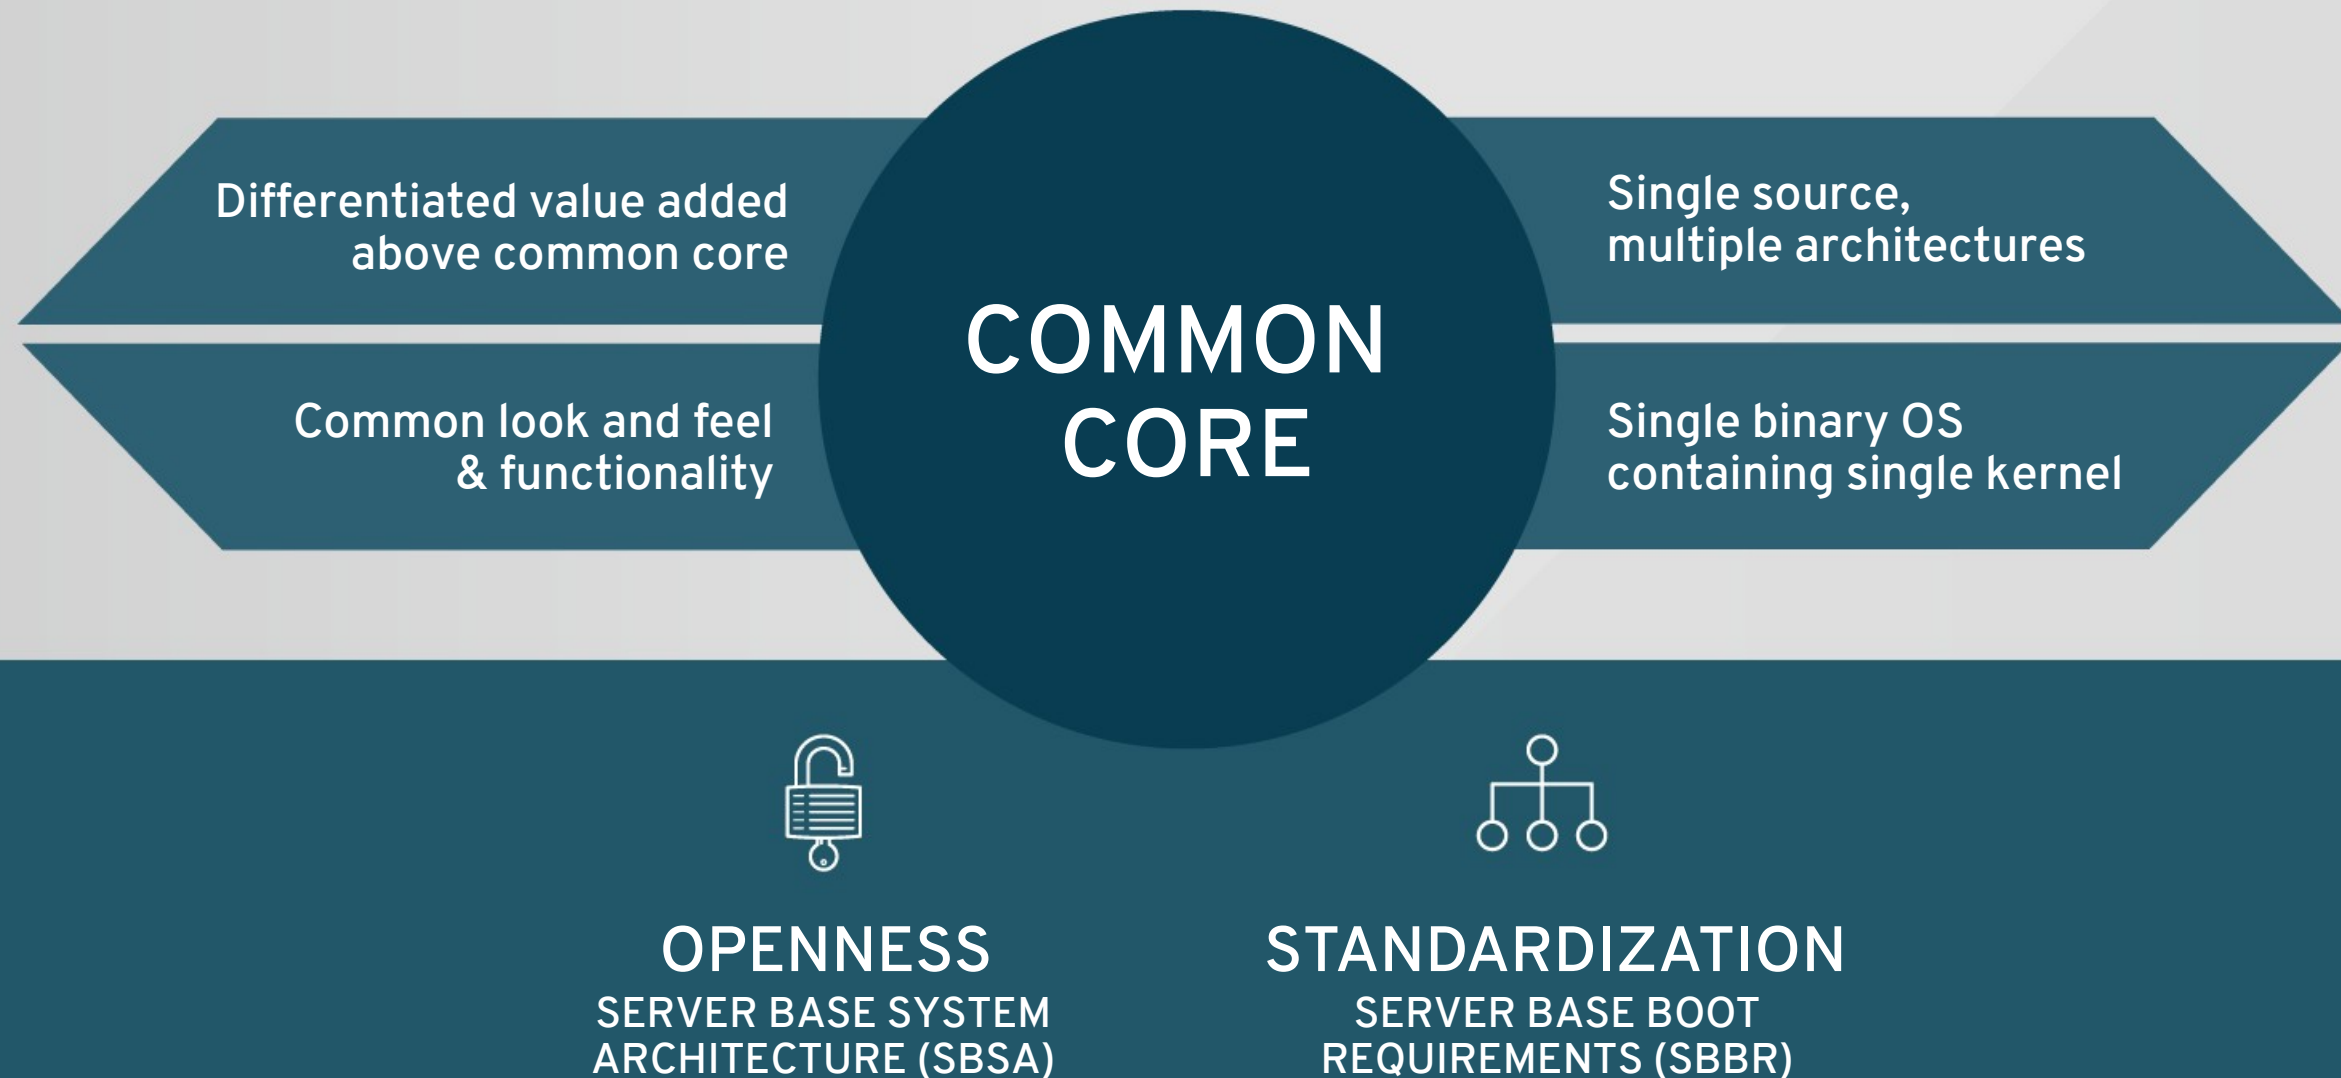 Differentiated value added
above common core
Common look and feel
& functionality
COMMON
CORE
Single source,
multiple architectures
Single binary OS
containing single kernel
OPENNESS
SERVER BASE SYSTEM
ARCHITECTURE (SBSA)
STANDARDIZATION
SERVER BASE BOOT
REQUIREMENTS (SBBR)